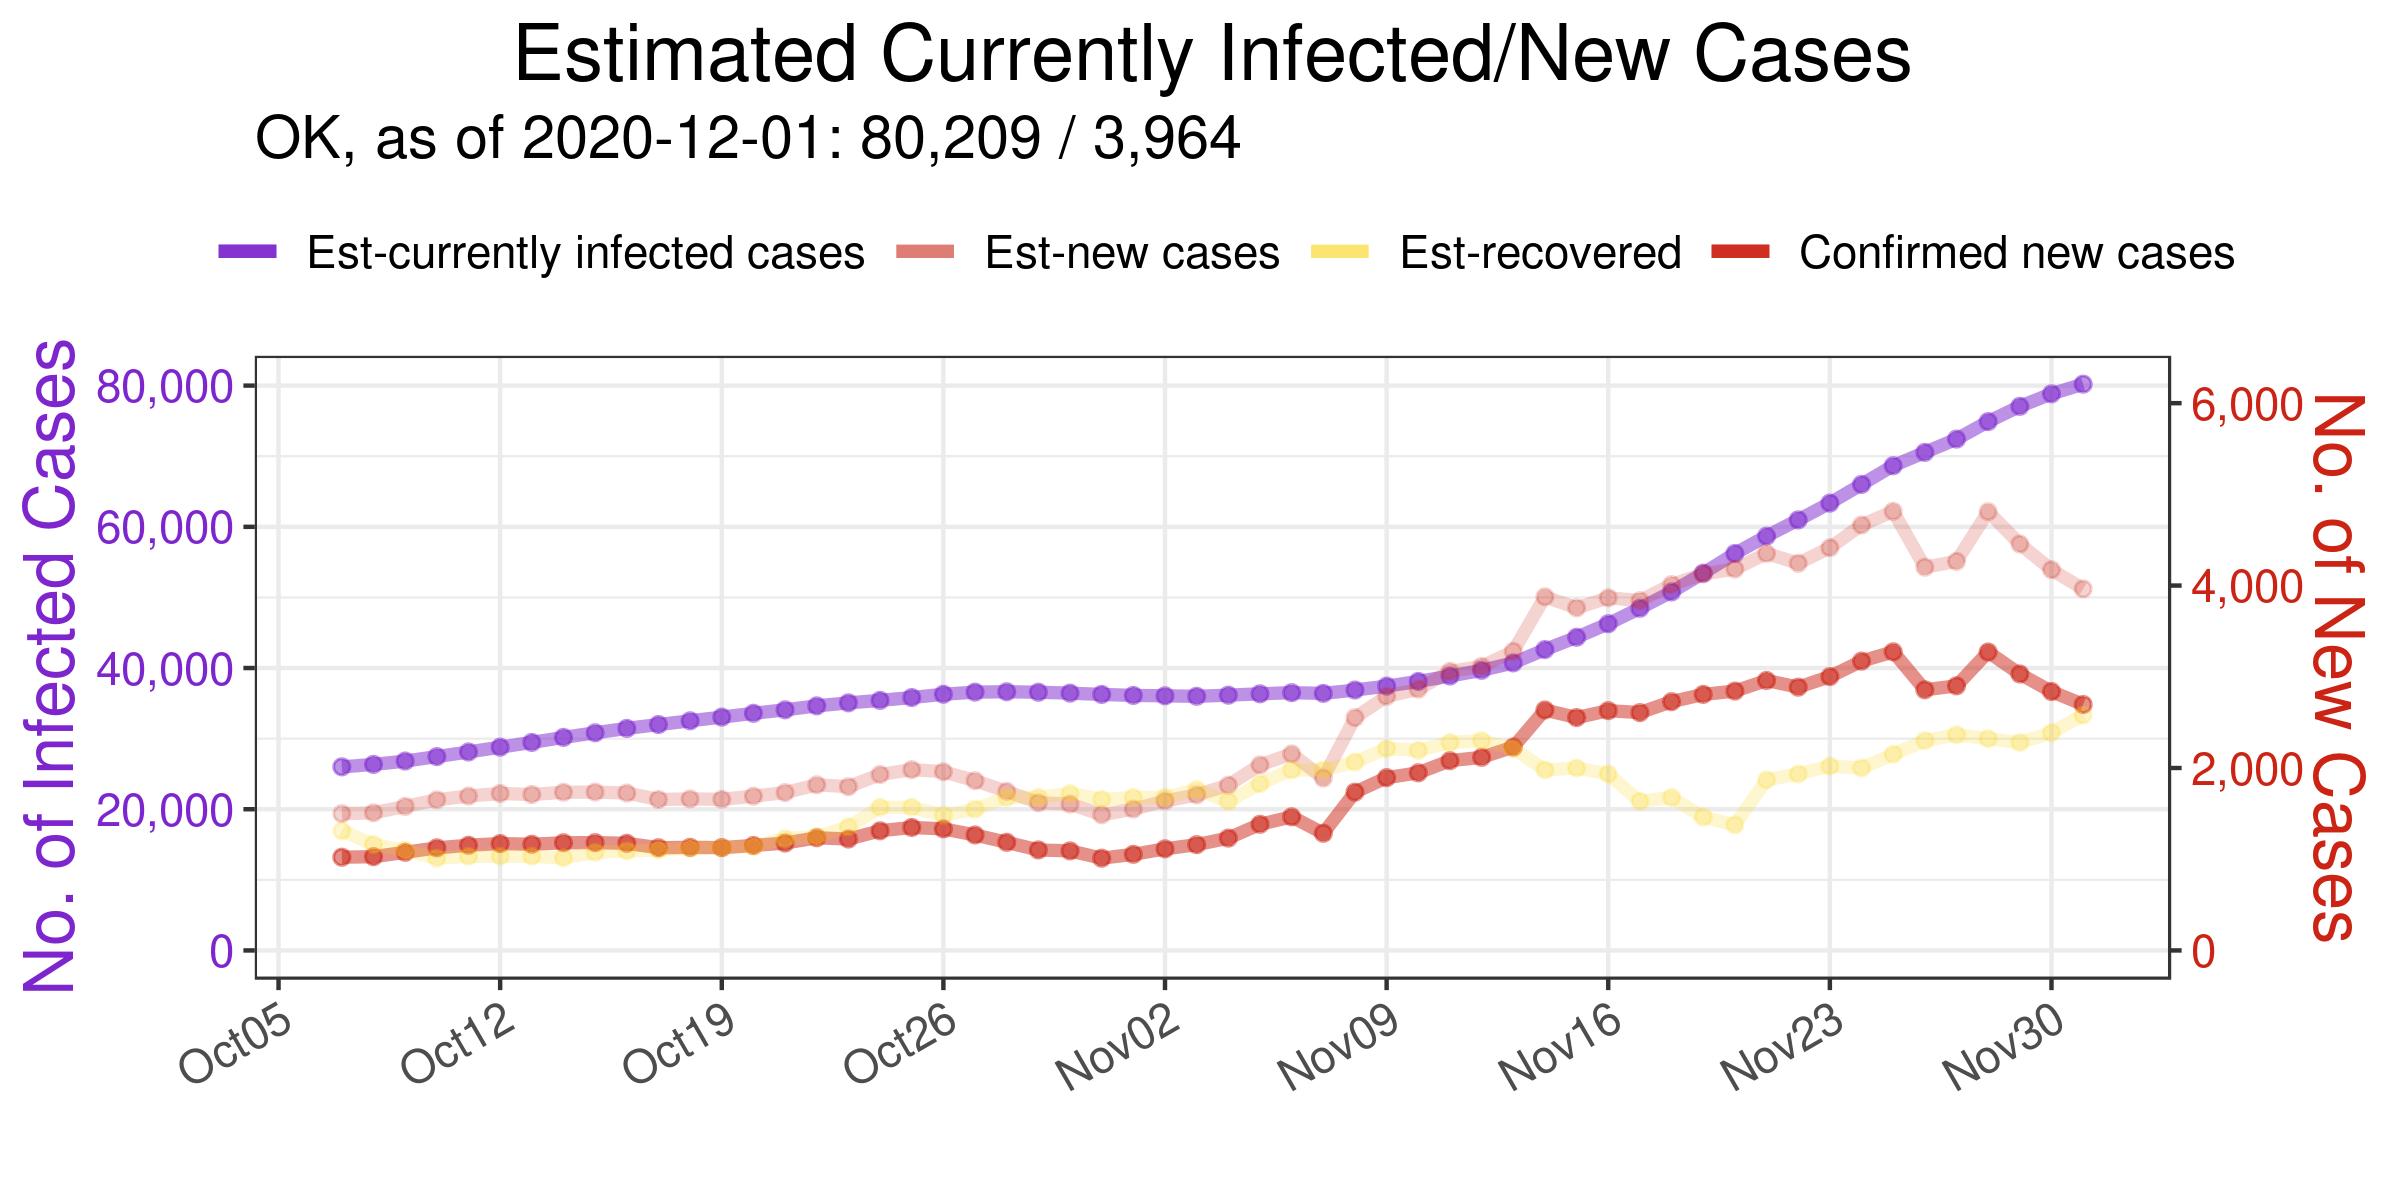 Estimated Currently Infected/New Cases
OK, as of 2020-12-01: 80,209 / 3,964
Est-currently infected cases Est-new cases Est-recovered Confirmed new cases
No. of Infected Cases
80,000
60,000
40,000
20,000
0
6,000
4,000
2,000
0
No. of New Cases
Oct05 Oct12 Oct19 Oct26 Nov02 Nov09 Nov16 Nov23 Nov30